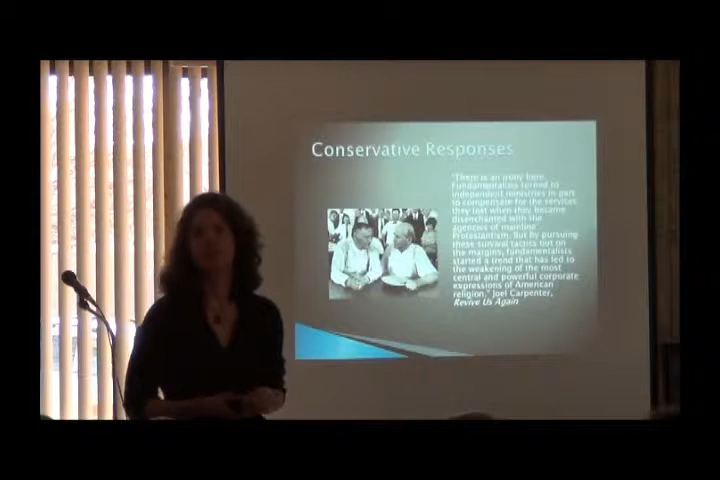 Conservative Responses
"There is an irony here.
Fundamentalists turned to
independent ministries in part
to compensate for the services
they lost when they became
disenchanted with the
agencies of mainline
Protestantism. But by pursuing
these survival tactics out on
the margins, fundamentalists
started a trend that has led to
the weakening of the most
central and powerful corporate
expressions of American
religion." Joel Carpenter,
Revive Us Again